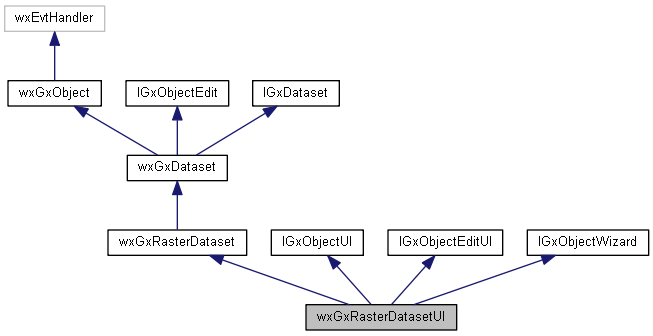 wxEvtHandler
wxGxObject
IGxObjectEdit
IGxDataset
wxGxDataset
wxGxRasterDataset
IGxObjectUI
IGxObjectEditUI
IGxObjectWizard
wxGxRasterDatasetUI